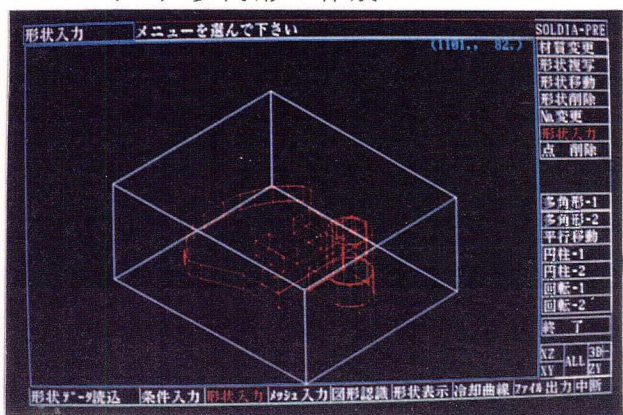 形状入力 メニューを選んで下さい SOLDIA-PRE
(1101., 82.)
材質変更
形状複写
形状移動
形状削除
No.変更
形状入力
点 削除
多角形-1
多角形-2
平行移動
円柱-1
円柱-2
回転-1
回転-2
終 了
XZ ALL 3D
XY ZY
形状データ読込 条件入力 形状入力 メッシュ入力 図形認識 形状表示 冷却曲線 ファイル出力 中断